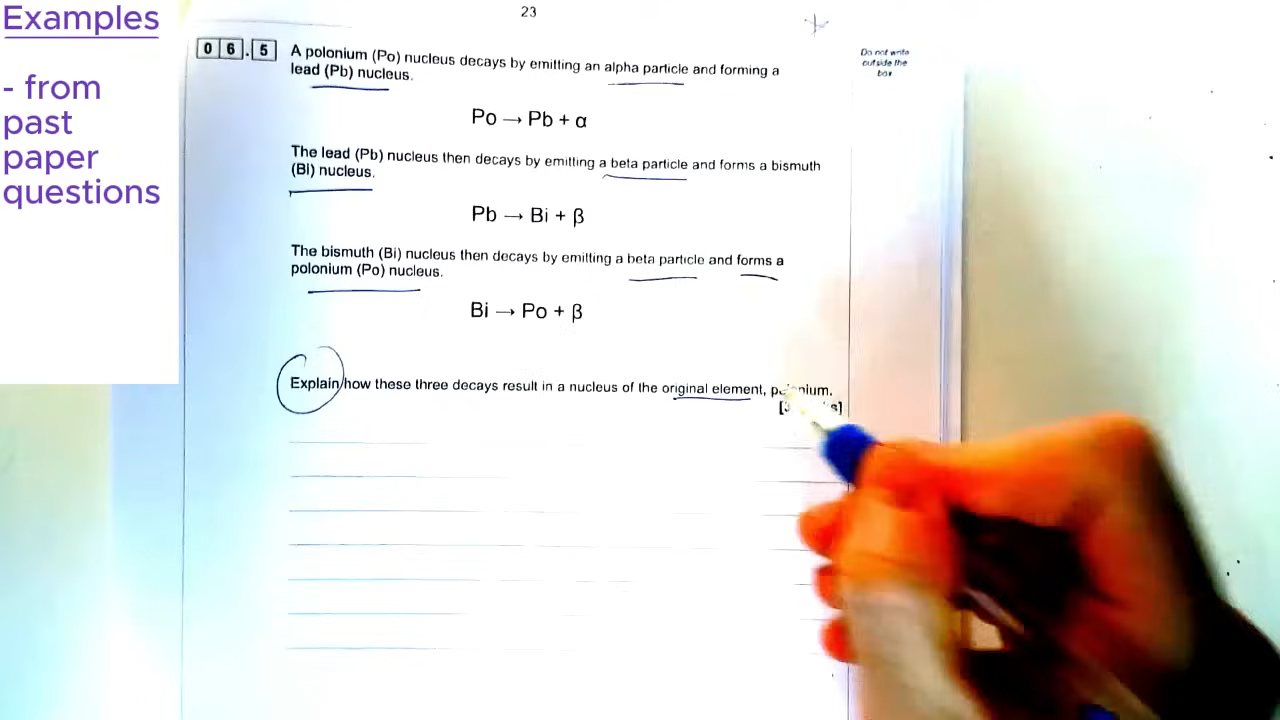 Examples
- from
past
paper
questions
23
Do not write
outside the
box
0 6 . 5 A polonium (Po) nucleus decays by emitting an alpha particle and forming a
lead (Pb) nucleus.
Po → Pb + α
The lead (Pb) nucleus then decays by emitting a beta particle and forms a bismuth
(Bi) nucleus.
Pb → Bi + β
The bismuth (Bi) nucleus then decays by emitting a beta particle and forms a
polonium (Po) nucleus.
Bi → Po + β
Explain how these three decays result in a nucleus of the original element,